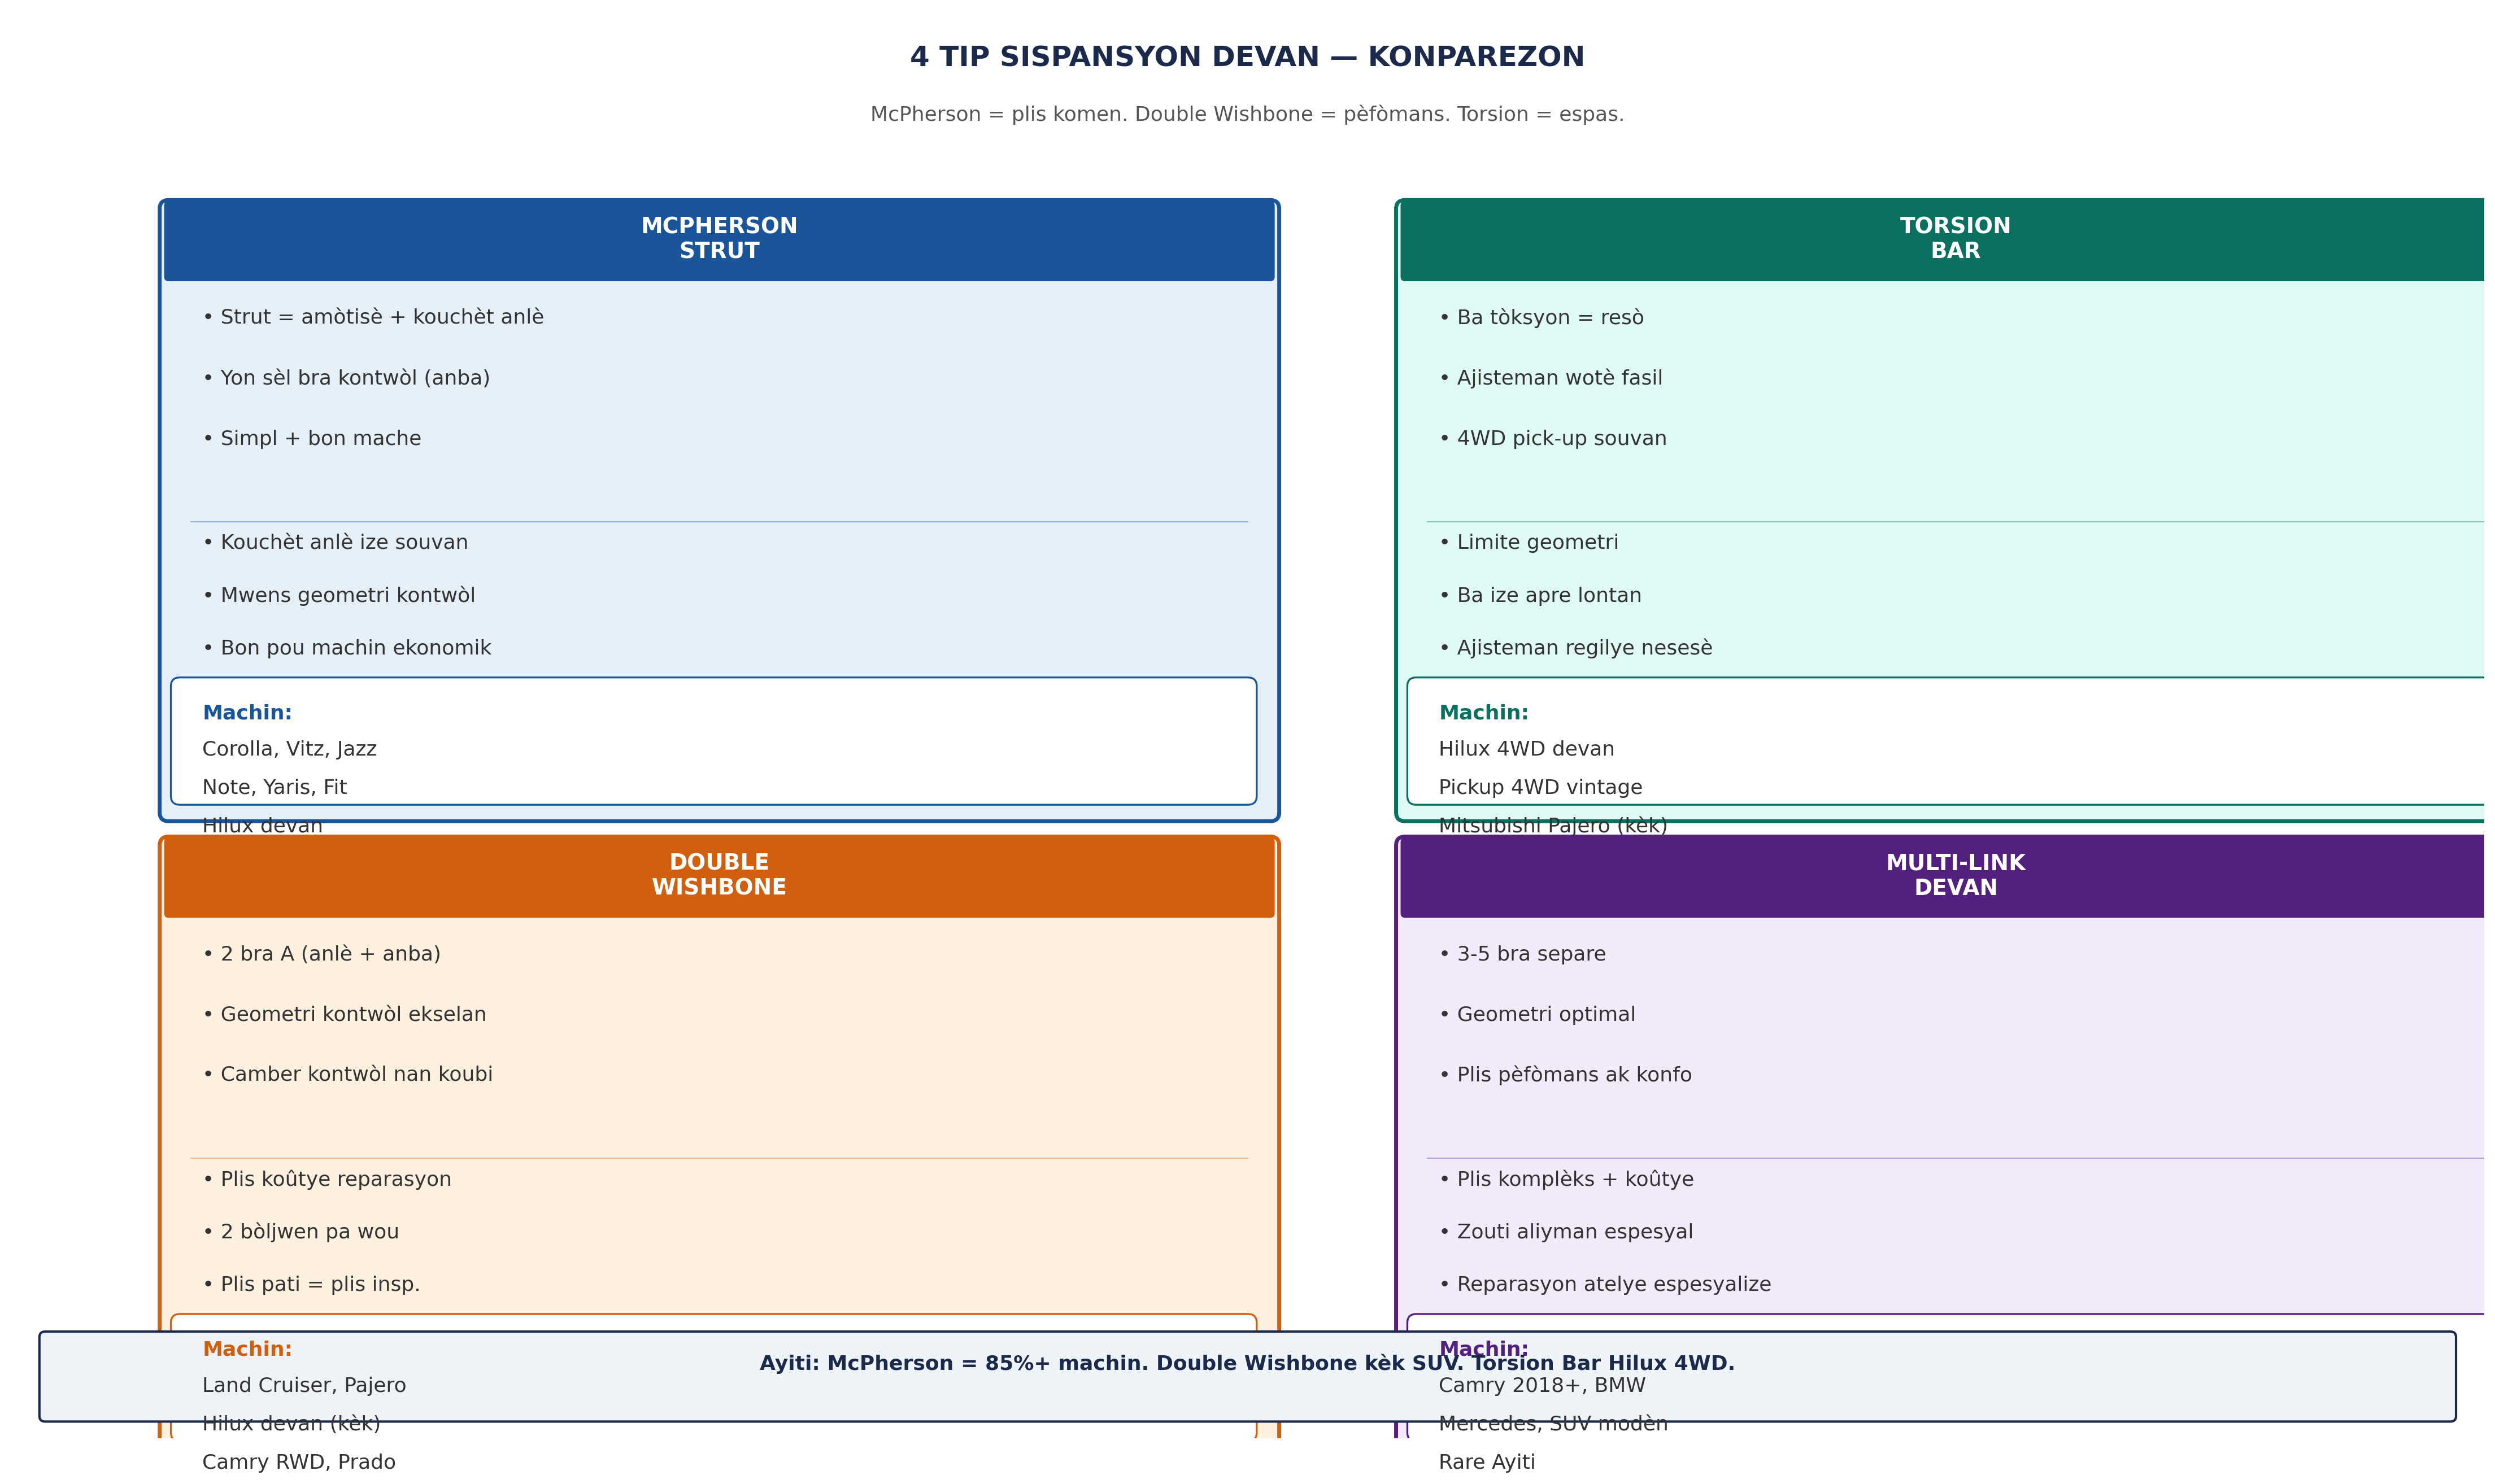 4 TIP SISPANSYON DEVAN — KONPAREZON
McPherson = plis komen. Double Wishbone = pèfòmans. Torsion = espas.
MCPHERSON
STRUT
• Strut = amòtisè + kouchèt anlè
• Yon sèl bra kontwòl (anba)
• Simpl + bon mache
• Kouchèt anlè ize souvan
• Mwens geometri kontwòl
• Bon pou machin ekonomik
Machin:
Corolla, Vitz, Jazz
Note, Yaris, Fit
Hilux devan
TORSION
BAR
• Ba tòksyon = resò
• Ajisteman wotè fasil
• 4WD pick-up souvan
• Limite geometri
• Ba ize apre lontan
• Ajisteman regilye nesesè
Machin:
Hilux 4WD devan
Pickup 4WD vintage
Mitsubishi Pajero (kèk)
DOUBLE
WISHBONE
• 2 bra A (anlè + anba)
• Geometri kontwòl ekselan
• Camber kontwòl nan koubi
• Plis koûtye reparasyon
• 2 bòljwen pa wou
• Plis pati = plis insp.
Machin:
Land Cruiser, Pajero
Hilux devan (kèk)
Camry RWD, Prado
MULTI-LINK
DEVAN
• 3-5 bra separe
• Geometri optimal
• Plis pèfòmans ak konfo
• Plis komplèks + koûtye
• Zouti aliyman espesyal
• Reparasyon atelye espesyalize
Machin:
Camry 2018+, BMW
Mercedes, SUV modèn
Rare Ayiti
Ayiti: McPherson = 85%+ machin. Double Wishbone kèk SUV. Torsion Bar Hilux 4WD.